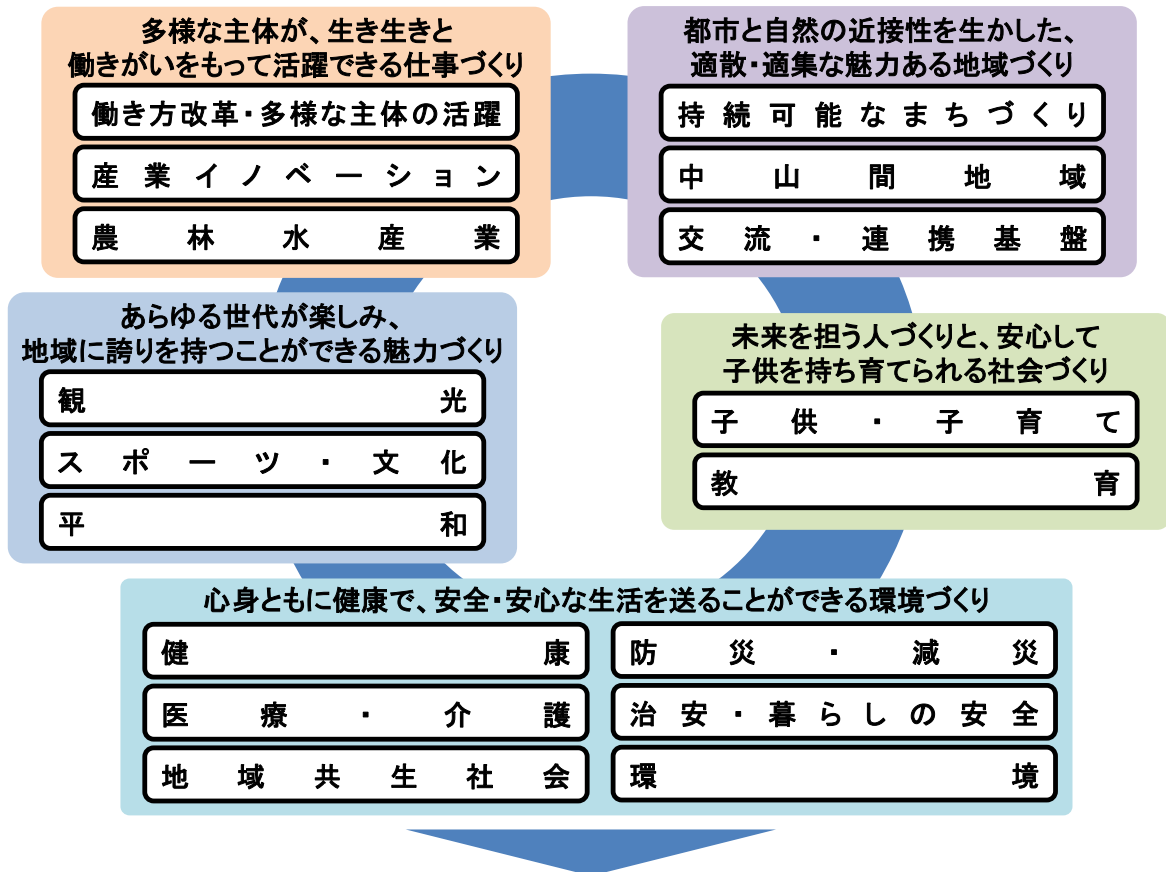 多様な主体が、生き生きと
働きがいをもって活躍できる仕事づくり
働き方改革・多様な主体の活躍
産業イノベーション
農林水産業
都市と自然の近接性を生かした、
適散・適集な魅力ある地域づくり
持続可能なまちづくり
中山間地域
交流・連携基盤
あらゆる世代が楽しみ、
地域に誇りを持つことができる魅力づくり
観光
スポーツ・文化
平和
未来を担う人づくりと、安心して
子供を持ち育てられる社会づくり
子供・子育て
教育
心身ともに健康で、安全・安心な生活を送ることができる環境づくり
健康
医療・介護
地域共生社会
防災・減災
治安・暮らしの安全
環境